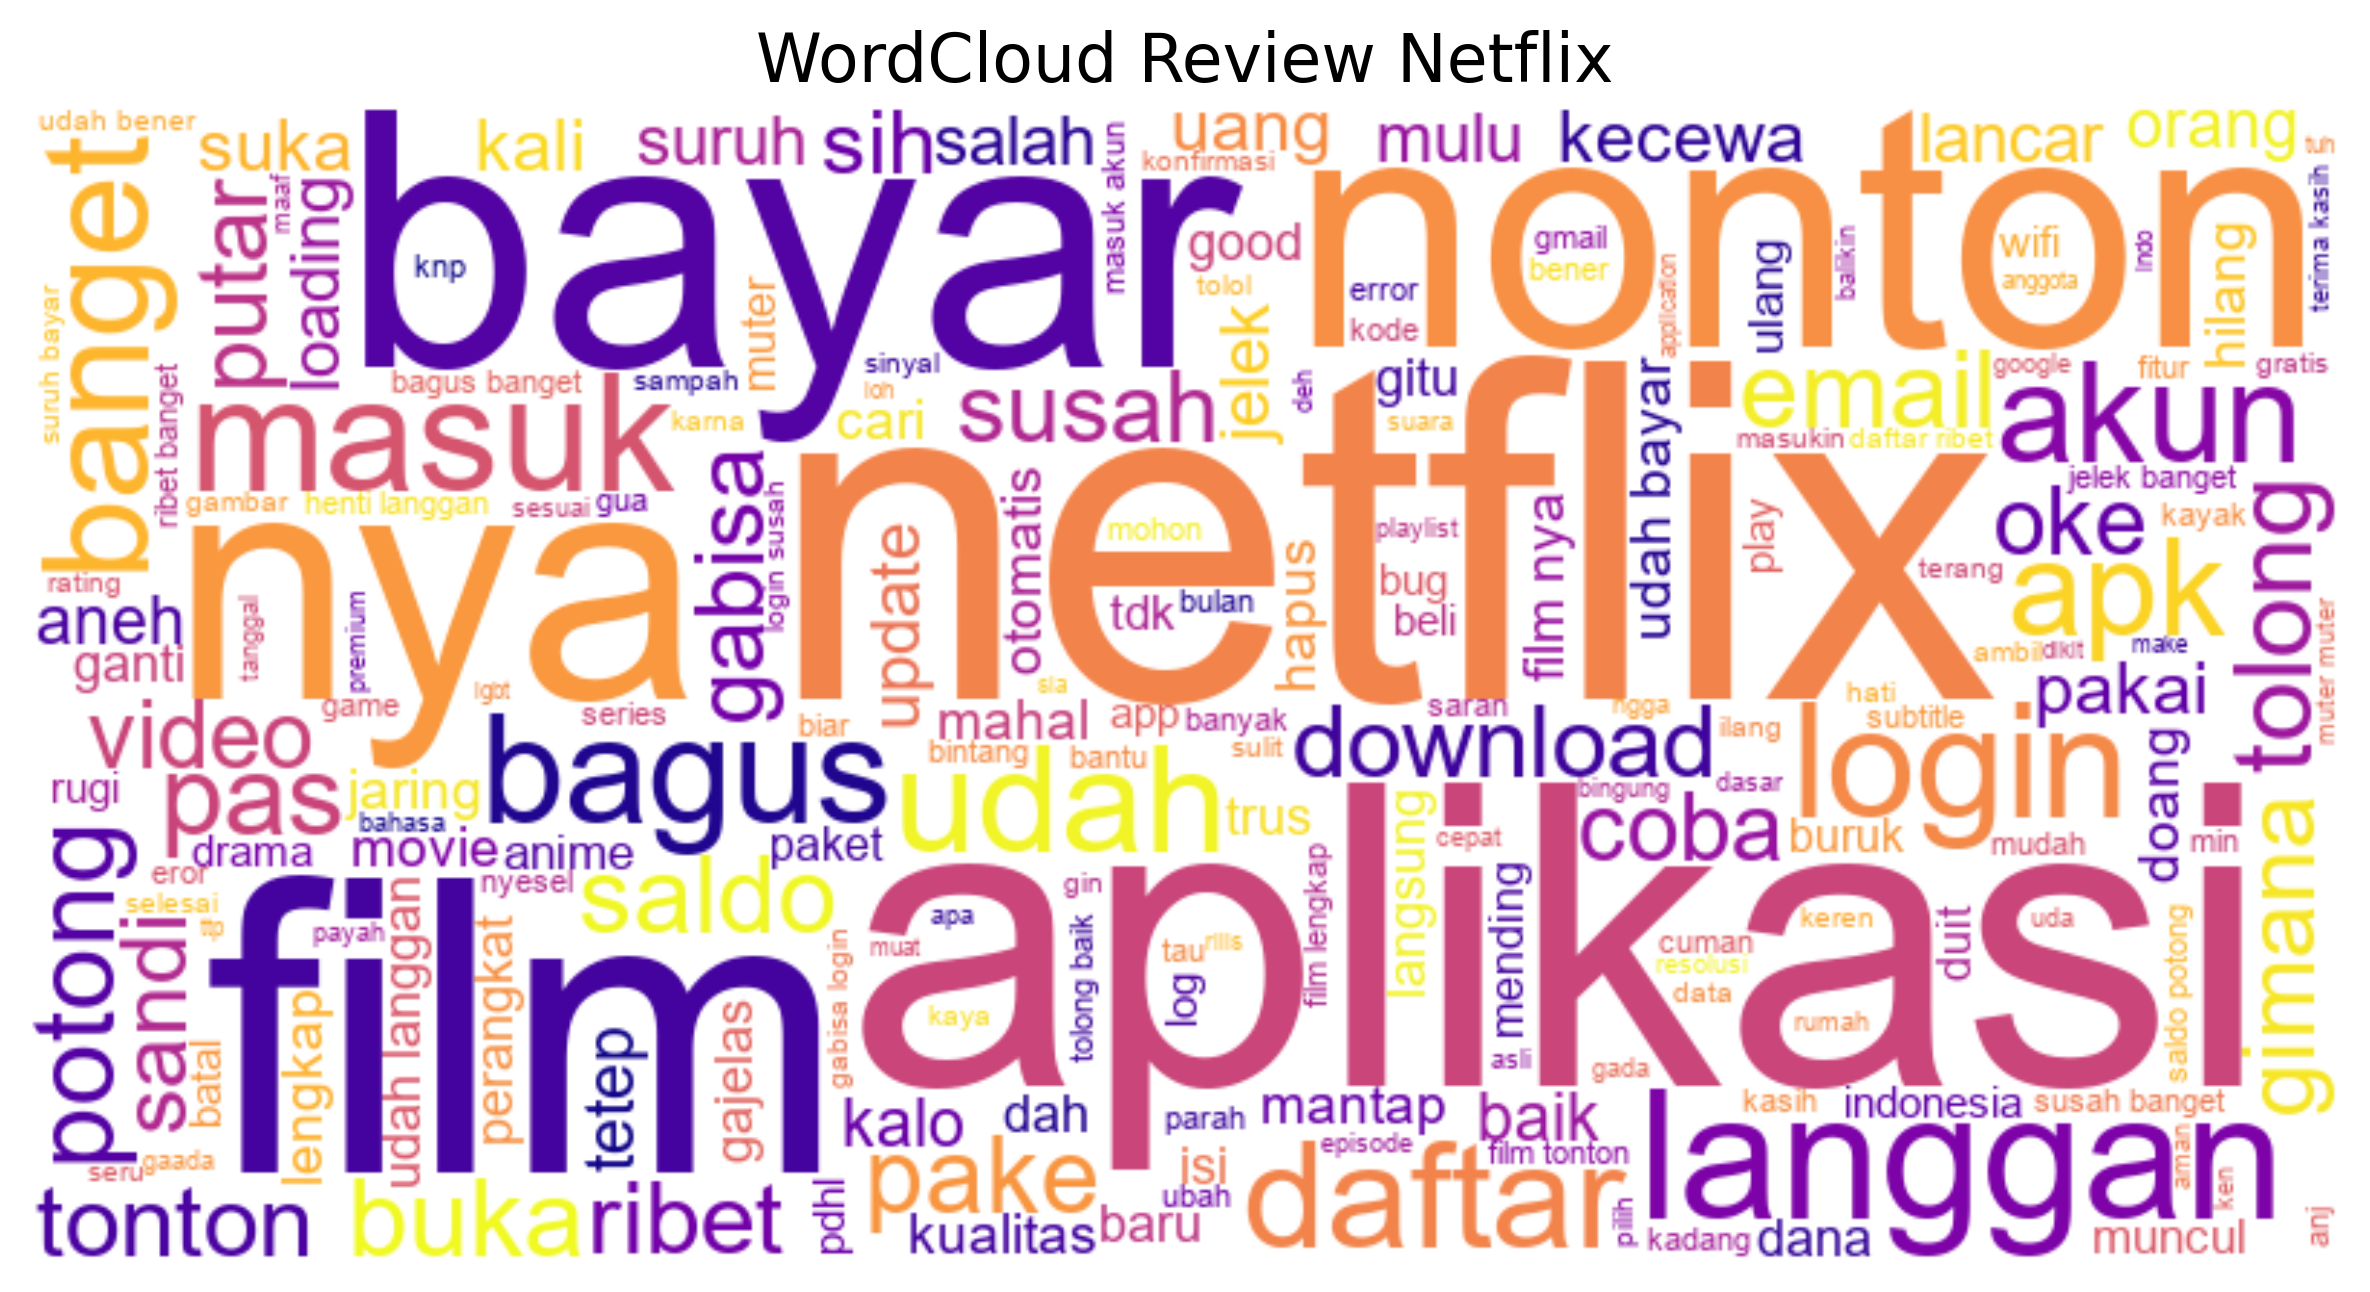 WordCloud Review Netflix
udah bener
suka
kali
suruh
sih
salah
masuk akun
uang
konfirmasi
mulu
kecewa
lancar
orang
tuh
banget
putar
maaf
loading
bayar
knp
good
nonton
gmail
bener
wifi
anggota
Indo
hilang
terima kasih
tolol
error
kode
application
ulang
balikin
suruh bayar
ribet banget
muter
jelek
bagus banget
sampah
sinyal
loh
deh
gitu
udah bayar
email
google
fitur
gratis
masuk
karna
cari
susah
suara
masukin
daftar ribet
akun
jelek banget
gambar
henti langgan
sesuai
gua
gabisa
login susah
netflix
update
otomatis
mohon
hapus
playlist
film nya
play
oke
kayak
tolong
rating
nya
bug
beli
terang
apk
aneh
tanggal
premium
tdk
bulan
ganti
lgbt
ambil
dikit
make
muter muter
video
game
series
sia
mahal
app
banyak
saran
ngga
hati
subtitle
pakai
biar
bintang
bantu
sulit
download
ilang
login
doang
rugi
pas
jaring
bagus
udah
trus
bingung
dasar
bahasa
potong
drama
movie
anime
paket
langsung
cepat
coba
buruk
mudah
min
gimana
eror
nyesel
saldo
gin
film lengkap
aplikasi
selesai
sandi
payah
udah langgan
perangkat
gabisa login
muat
apa
tolong baik
tau
rilis
mending
cuman
resolusi
keren
duit
uda
saldo potong
film
kaya
log
data
rumah
batal
lengkap
tetep
gajelas
asli
gada
kalo
dah
parah
mantap
baik
kasih
indonesia
susah banget
seru
gaada
episode
film tonton
langgan
aman
pake
isi
daftar
ubah
pilih
ken
tonton
buka
ribet
pdhl
kualitas
baru
kadang
dana
muncul
anj